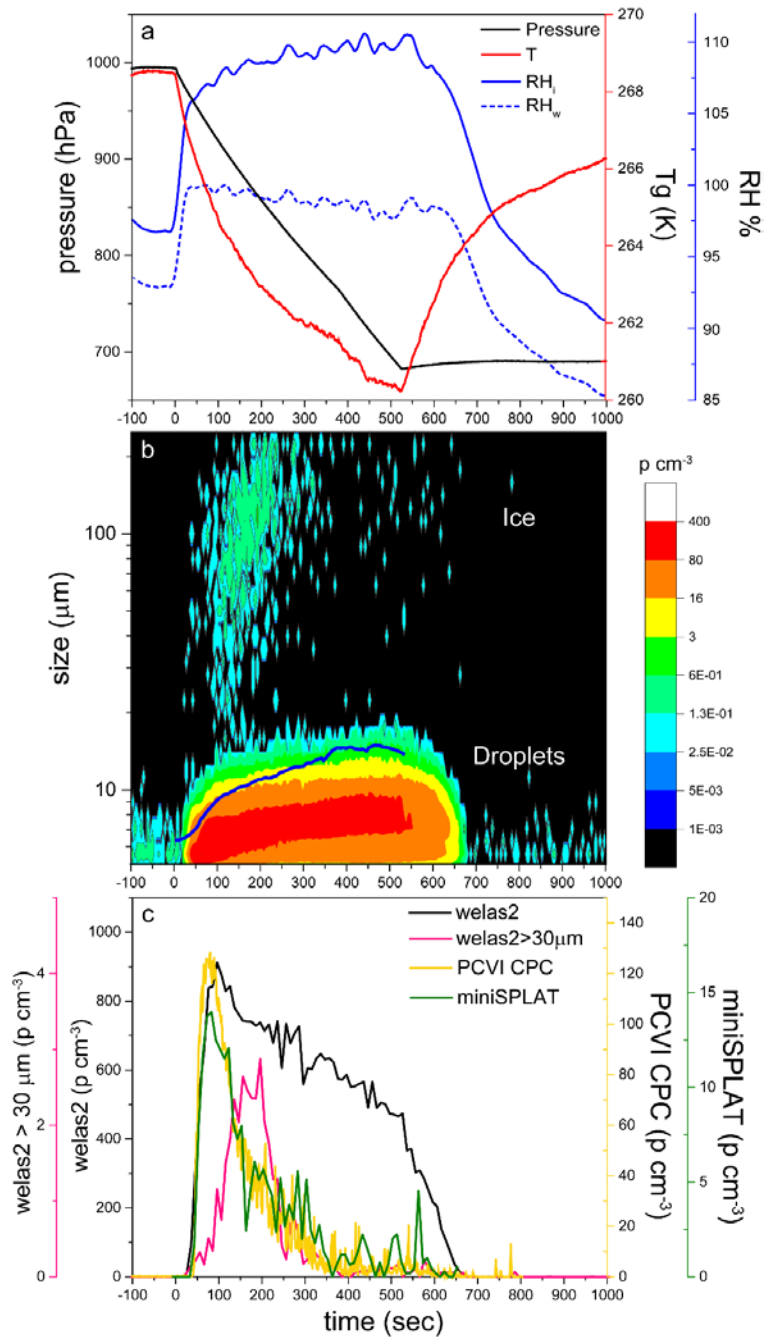 a
Pressure
T
RHi
RHw
1000
900
800
700
pressure (hPa)
270
268
266
264
262
260
Tg (K)
110
105
100
95
90
85
RH %
-100 0 100 200 300 400 500 600 700 800 900 1000
b
Ice
Droplets
100
10
size (μm)
-100 0 100 200 300 400 500 600 700 800 900 1000
p cm-3
400
80
16
3
6E-01
1.3E-01
2.5E-02
5E-03
1E-03
c
welas2
welas2>30μm
PCVI CPC
miniSPLAT
4
2
0
welas2 > 30 μm (p cm-3)
1000
900
800
700
600
500
400
300
200
100
0
welas2 (p cm-3)
140
120
100
80
60
40
20
0
PCVI CPC (p cm-3)
20
15
10
5
0
miniSPLAT (p cm-3)
-100 0 100 200 300 400 500 600 700 800 900 1000
time (sec)